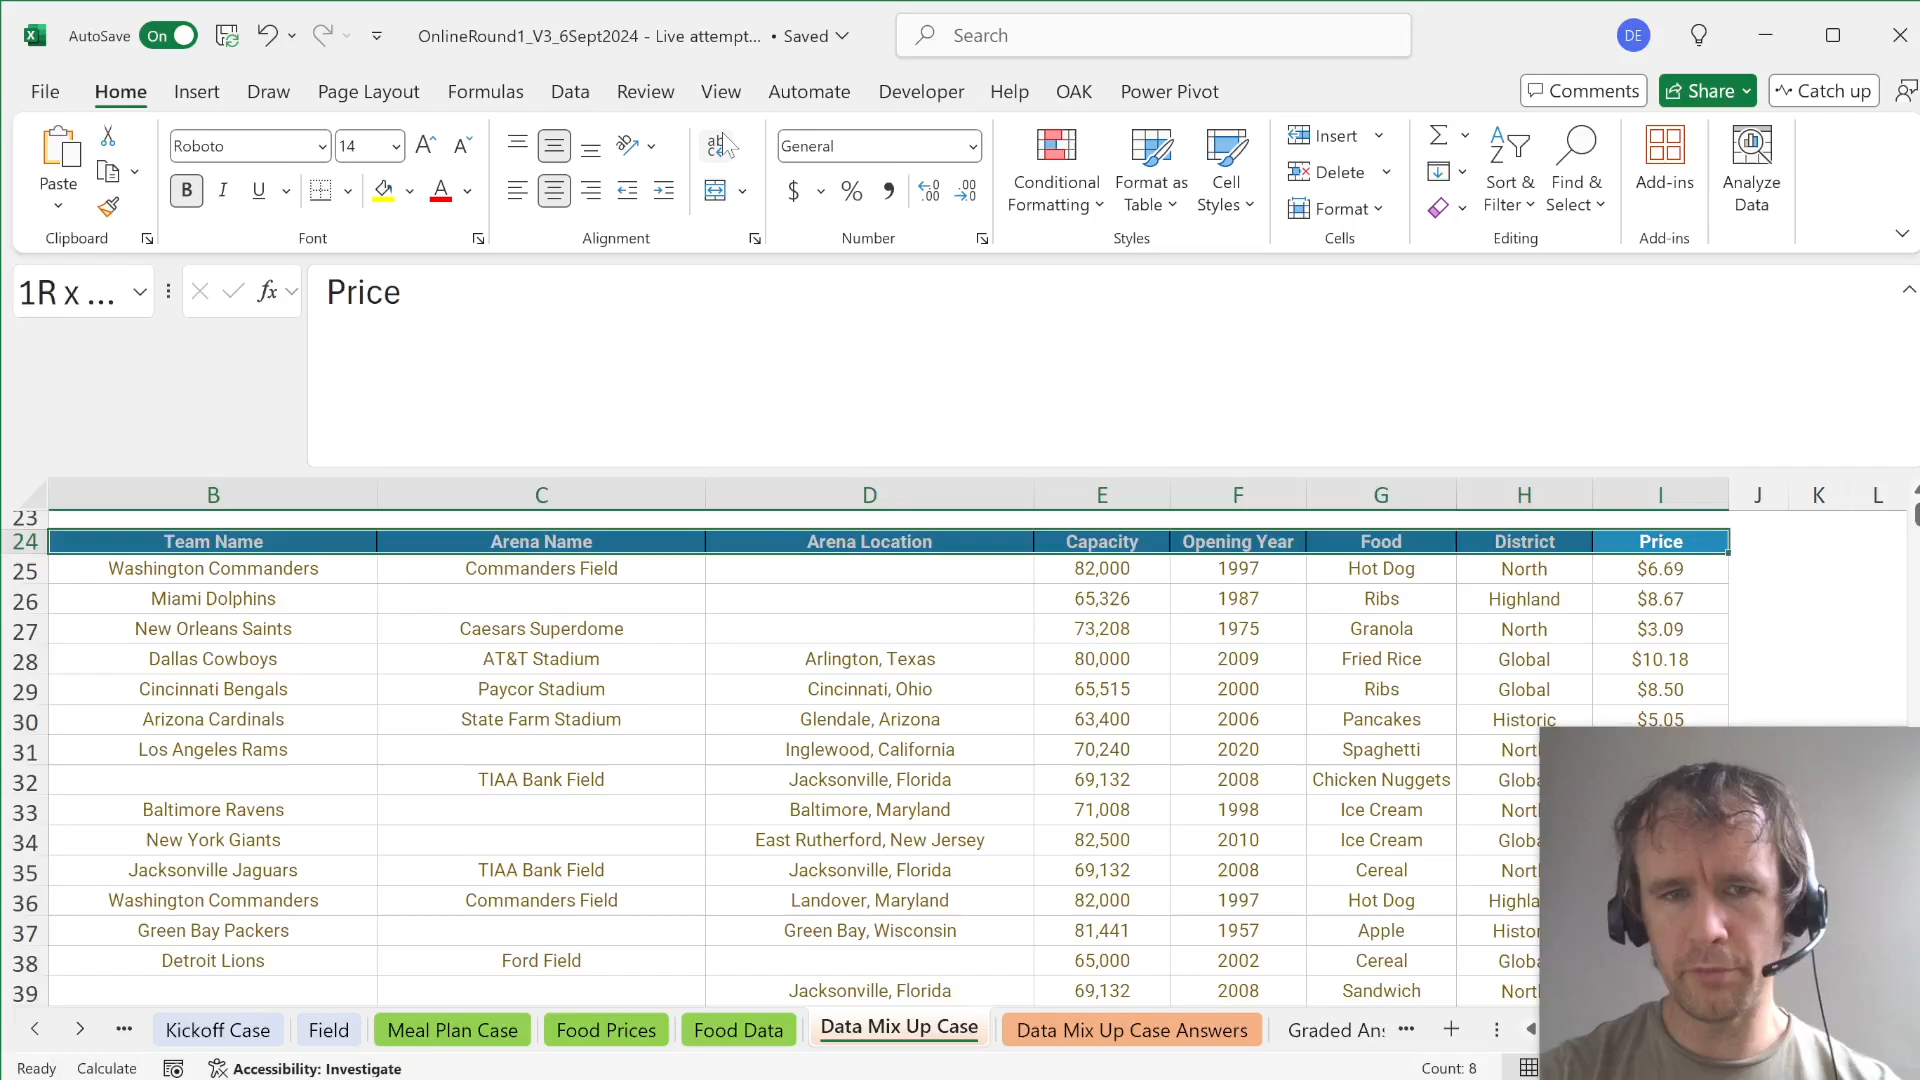 AutoSave On OnlineRound1_V3_6Sept2024 - Live attempt... • Saved Search DE
File Home Insert Draw Page Layout Formulas Data Review View Automate Developer Help OAK Power Pivot Comments Share Catch up
Paste Roboto 14 General Conditional Formatting Format as Table Cell Styles Insert Delete Format Sort & Filter Find & Select Add-ins Analyze Data
B I U $ %
Clipboard Font Alignment Number Styles Cells Editing Add-ins
1R x ... fx Price
B C D E F G H I J K L
23
24 Team Name Arena Name Arena Location Capacity Opening Year Food District Price
25 Washington Commanders Commanders Field 82,000 1997 Hot Dog North $6.69
26 Miami Dolphins 65,326 1987 Ribs Highland $8.67
27 New Orleans Saints Caesars Superdome 73,208 1975 Granola North $3.09
28 Dallas Cowboys AT&T Stadium Arlington, Texas 80,000 2009 Fried Rice Global $10.18
29 Cincinnati Bengals Paycor Stadium Cincinnati, Ohio 65,515 2000 Ribs Global $8.50
30 Arizona Cardinals State Farm Stadium Glendale, Arizona 63,400 2006 Pancakes Historic $5.05
31 Los Angeles Rams Inglewood, California 70,240 2020 Spaghetti Nort
32 TIAA Bank Field Jacksonville, Florida 69,132 2008 Chicken Nuggets Globa
33 Baltimore Ravens Baltimore, Maryland 71,008 1998 Ice Cream Nort
34 New York Giants East Rutherford, New Jersey 82,500 2010 Ice Cream Globa
35 Jacksonville Jaguars TIAA Bank Field Jacksonville, Florida 69,132 2008 Cereal Nort
36 Washington Commanders Commanders Field Landover, Maryland 82,000 1997 Hot Dog Highla
37 Green Bay Packers Green Bay, Wisconsin 81,441 1957 Apple Histo
38 Detroit Lions Ford Field 65,000 2002 Cereal Globa
39 Jacksonville, Florida 69,132 2008 Sandwich Nort
Kickoff Case Field Meal Plan Case Food Prices Food Data Data Mix Up Case Data Mix Up Case Answers Graded An
Ready Calculate Accessibility: Investigate Count: 8